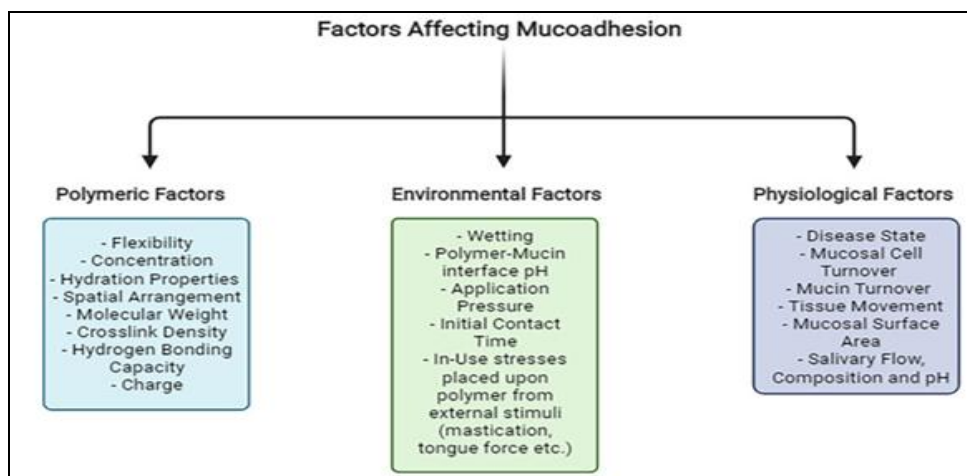 Factors Affecting Mucoadhesion
Polymeric Factors
- Flexibility
- Concentration
- Hydration Properties
- Spatial Arrangement
- Molecular Weight
- Crosslink Density
- Hydrogen Bonding
Capacity
- Charge
Environmental Factors
- Wetting
- Polymer-Mucin
interface pH
- Application
Pressure
- Initial Contact
Time
- In-Use stresses
placed upon
polymer from
external stimuli
(mastication,
tongue force etc.)
Physiological Factors
- Disease State
- Mucosal Cell
Turnover
- Mucin Turnover
- Tissue Movement
- Mucosal Surface
Area
- Salivary Flow,
Composition and pH